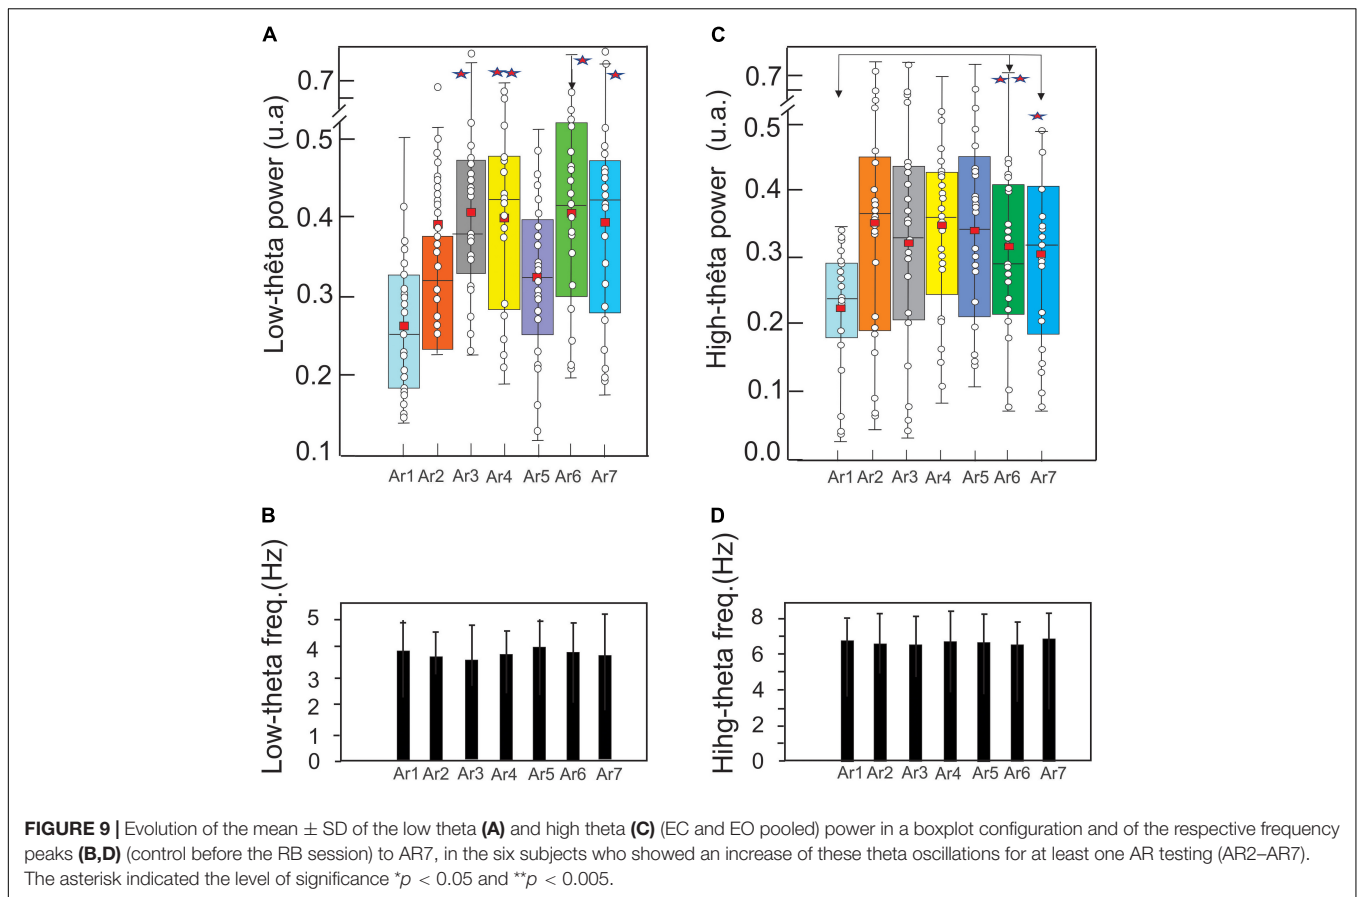 A
Low-thêta power (u.a)
0.7
0.5
0.4
0.3
0.2
0.1
Ar1 Ar2 Ar3 Ar4 Ar5 Ar6 Ar7
C
High-thêta power (u.a.)
0.7
0.5
0.4
0.3
0.2
0.1
0.0
Ar1 Ar2 Ar3 Ar4 Ar5 Ar6 Ar7
B
Low-theta freq.(Hz)
5
4
3
2
1
0
Ar1 Ar2 Ar3 Ar4 Ar5 Ar6 Ar7
D
Hihg-theta freq.(Hz)
8
6
4
2
0
Ar1 Ar2 Ar3 Ar4 Ar5 Ar6 Ar7
FIGURE 9 | Evolution of the mean ± SD of the low theta (A) and high theta (C) (EC and EO pooled) power in a boxplot configuration and of the respective frequency
peaks (B,D) (control before the RB session) to AR7, in the six subjects who showed an increase of these theta oscillations for at least one AR testing (AR2–AR7).
The asterisk indicated the level of significance *p < 0.05 and **p < 0.005.